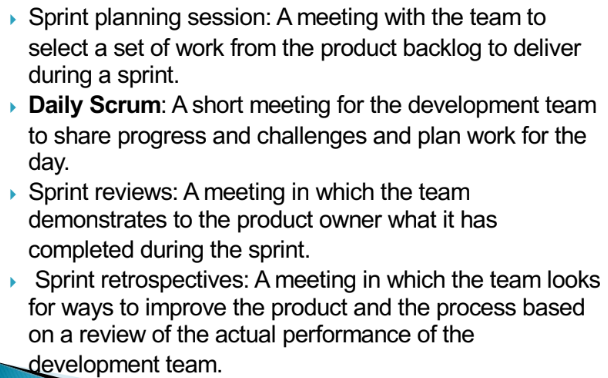 Sprint planning session: A meeting with the team to
select a set of work from the product backlog to deliver
during a sprint.
Daily Scrum: A short meeting for the development team
to share progress and challenges and plan work for the
day.
Sprint reviews: A meeting in which the team
demonstrates to the product owner what it has
completed during the sprint.
Sprint retrospectives: A meeting in which the team looks
for ways to improve the product and the process based
on a review of the actual performance of the
development team.